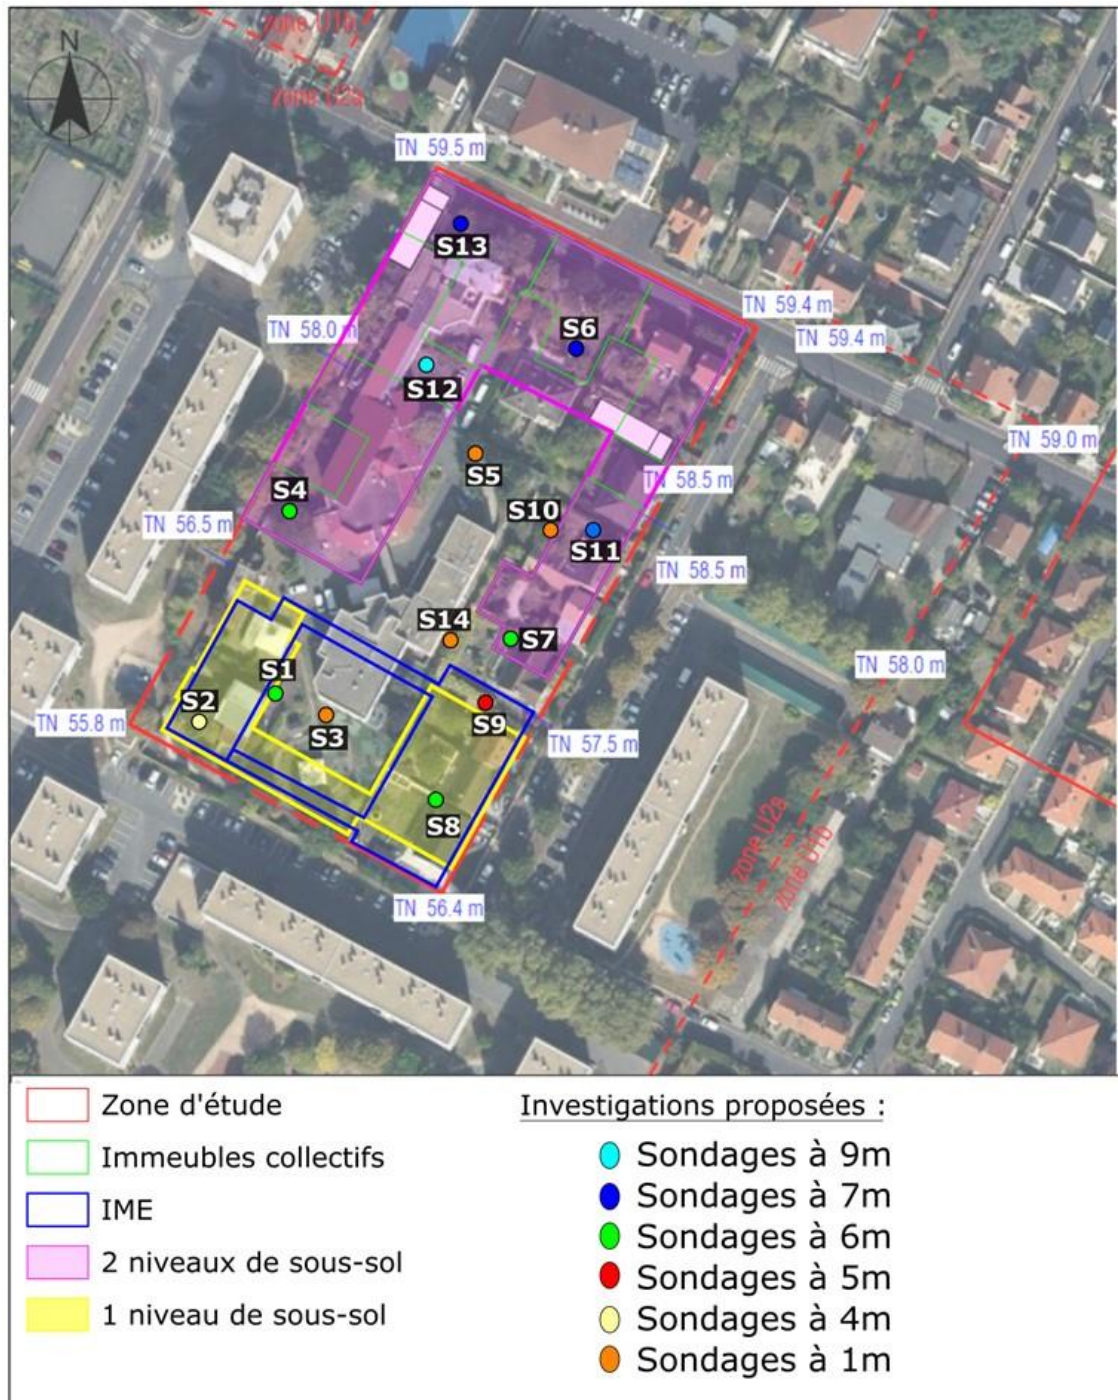 zone U1b
zone U2a
N
TN 59.5 m
S13
TN 59.4 m
TN 58.0 m
S6
TN 59.4 m
S12
TN 59.0 m
S5
TN 58.5 m
S4
TN 56.5 m
S10
S11
TN 58.5 m
S14
S7
TN 58.0 m
S1
S2
S3
S9
TN 55.8 m
TN 57.5 m
S8
zone U2a
zone U1b
TN 56.4 m
Zone d'étude
Immeubles collectifs
IME
2 niveaux de sous-sol
1 niveau de sous-sol
Investigations proposées :
Sondages à 9m
Sondages à 7m
Sondages à 6m
Sondages à 5m
Sondages à 4m
Sondages à 1m